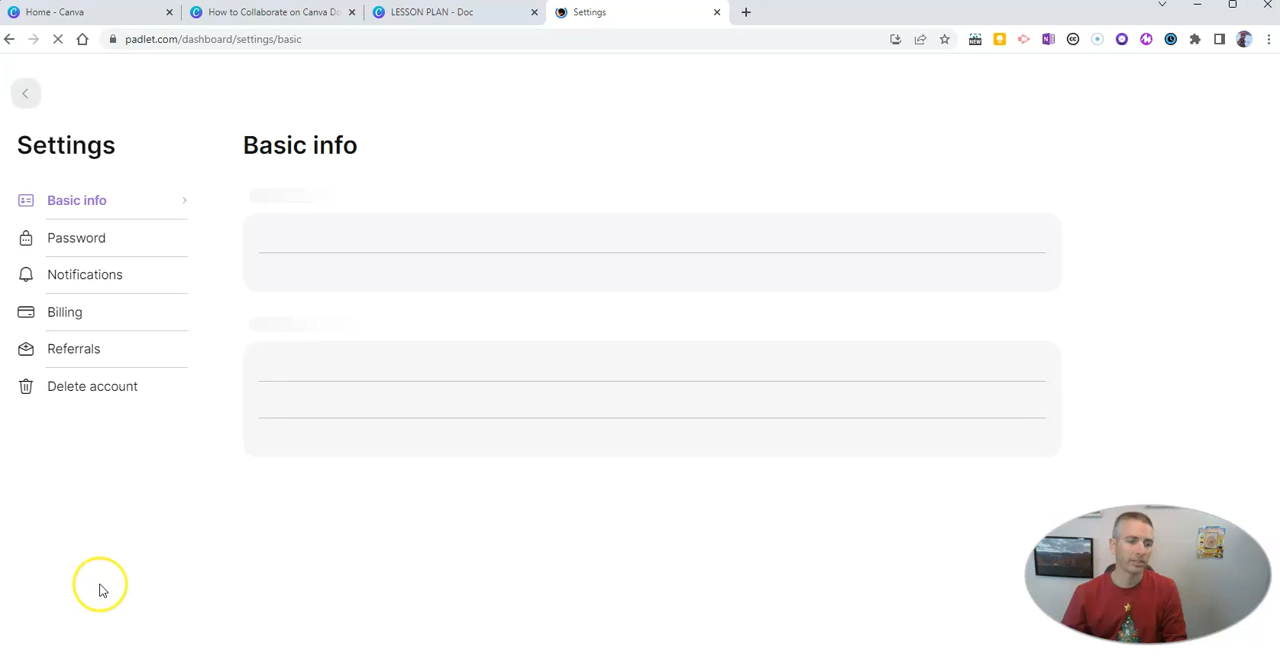 Home - Canva
How to Collaborate on Canva Do
LESSON PLAN - Doc
Settings
padlet.com/dashboard/settings/basic
Settings
Basic info
Basic info
Password
Notifications
Billing
Referrals
Delete account